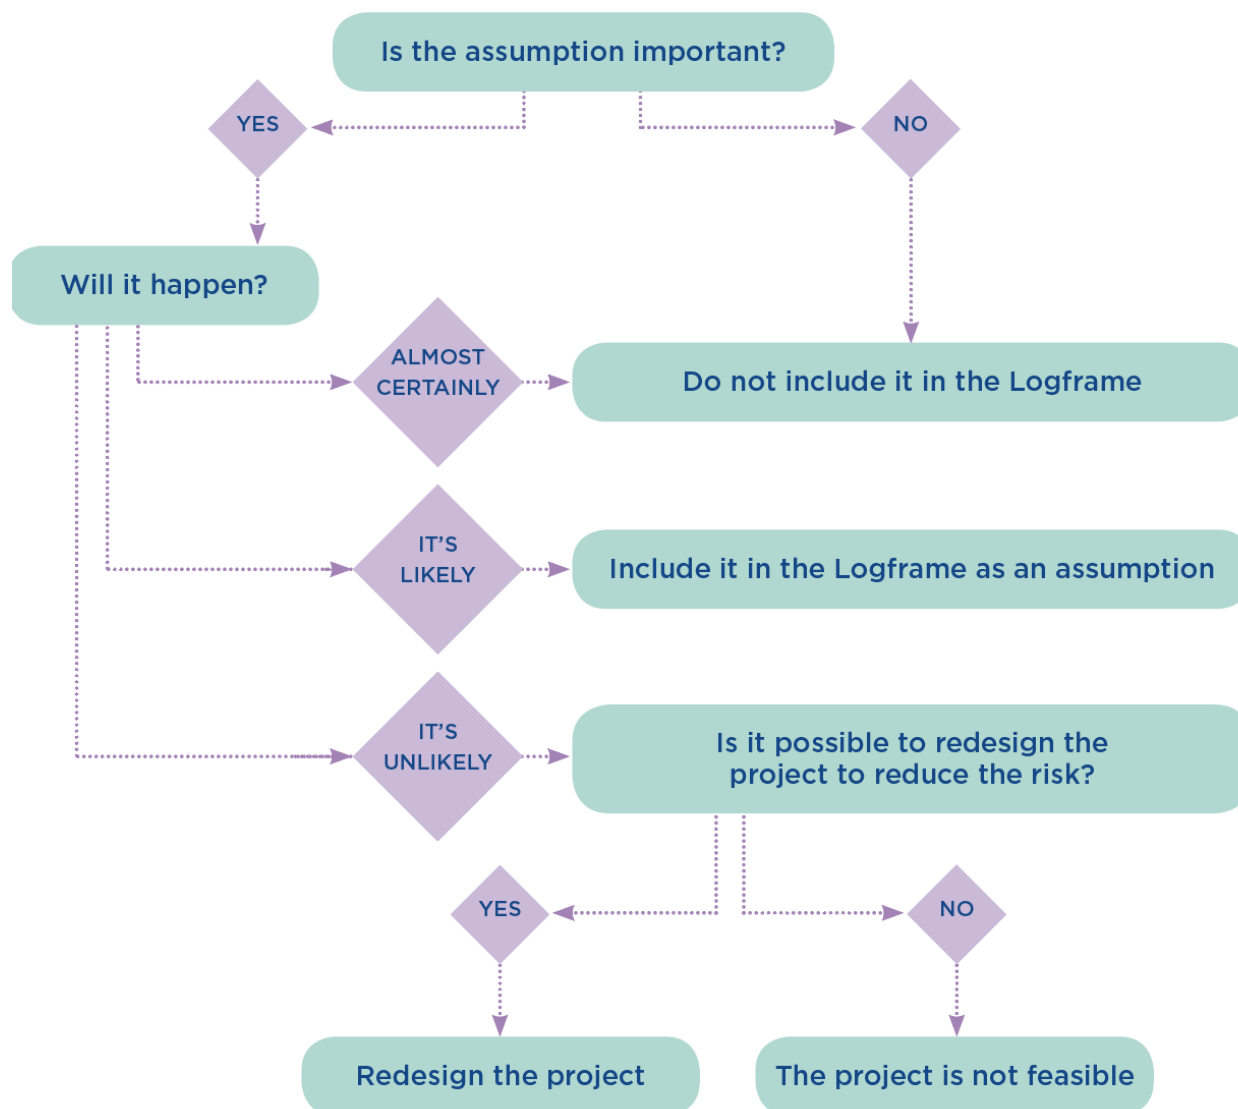 Is the assumption important?
YES
NO
Will it happen?
ALMOST
CERTAINLY
Do not include it in the Logframe
IT'S
LIKELY
Include it in the Logframe as an assumption
IT'S
UNLIKELY
Is it possible to redesign the
project to reduce the risk?
YES
NO
Redesign the project
The project is not feasible